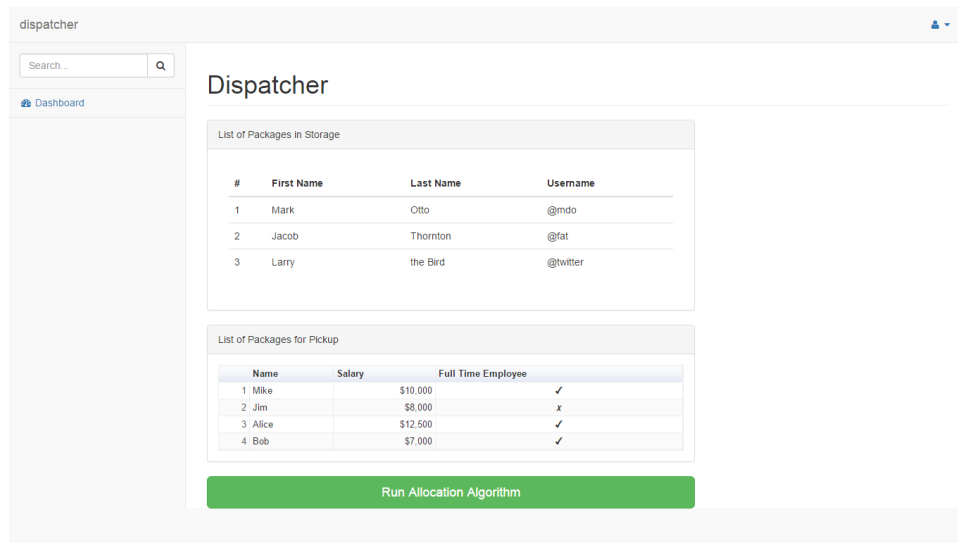 dispatcher
Search...
Dashboard
Dispatcher
List of Packages in Storage
# First Name Last Name Username
1 Mark Otto @mdo
2 Jacob Thornton @fat
3 Larry the Bird @twitter
List of Packages for Pickup
Name Salary Full Time Employee
1 Mike $10,000 ✔
2 Jim $8,000 ✗
3 Alice $12,500 ✔
4 Bob $7,000 ✔
Run Allocation Algorithm